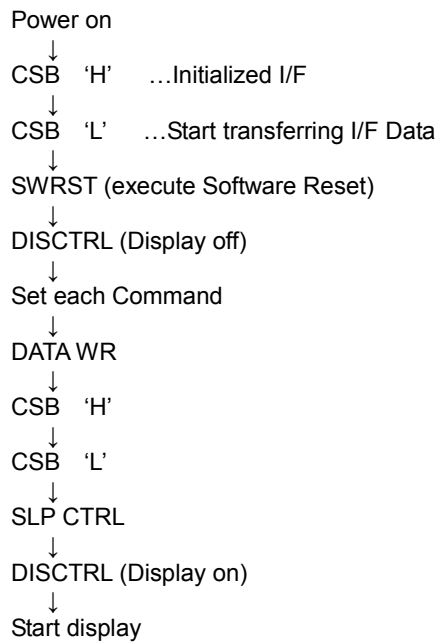 Power on
↓
CSB ‘H’ …Initialized I/F
↓
CSB ‘L’ …Start transferring I/F Data
↓
SWRST (execute Software Reset)
↓
DISCTRL (Display off)
↓
Set each Command
↓
DATA WR
↓
CSB ‘H’
↓
CSB ‘L’
↓
SLP CTRL
↓
DISCTRL (Display on)
↓
Start display